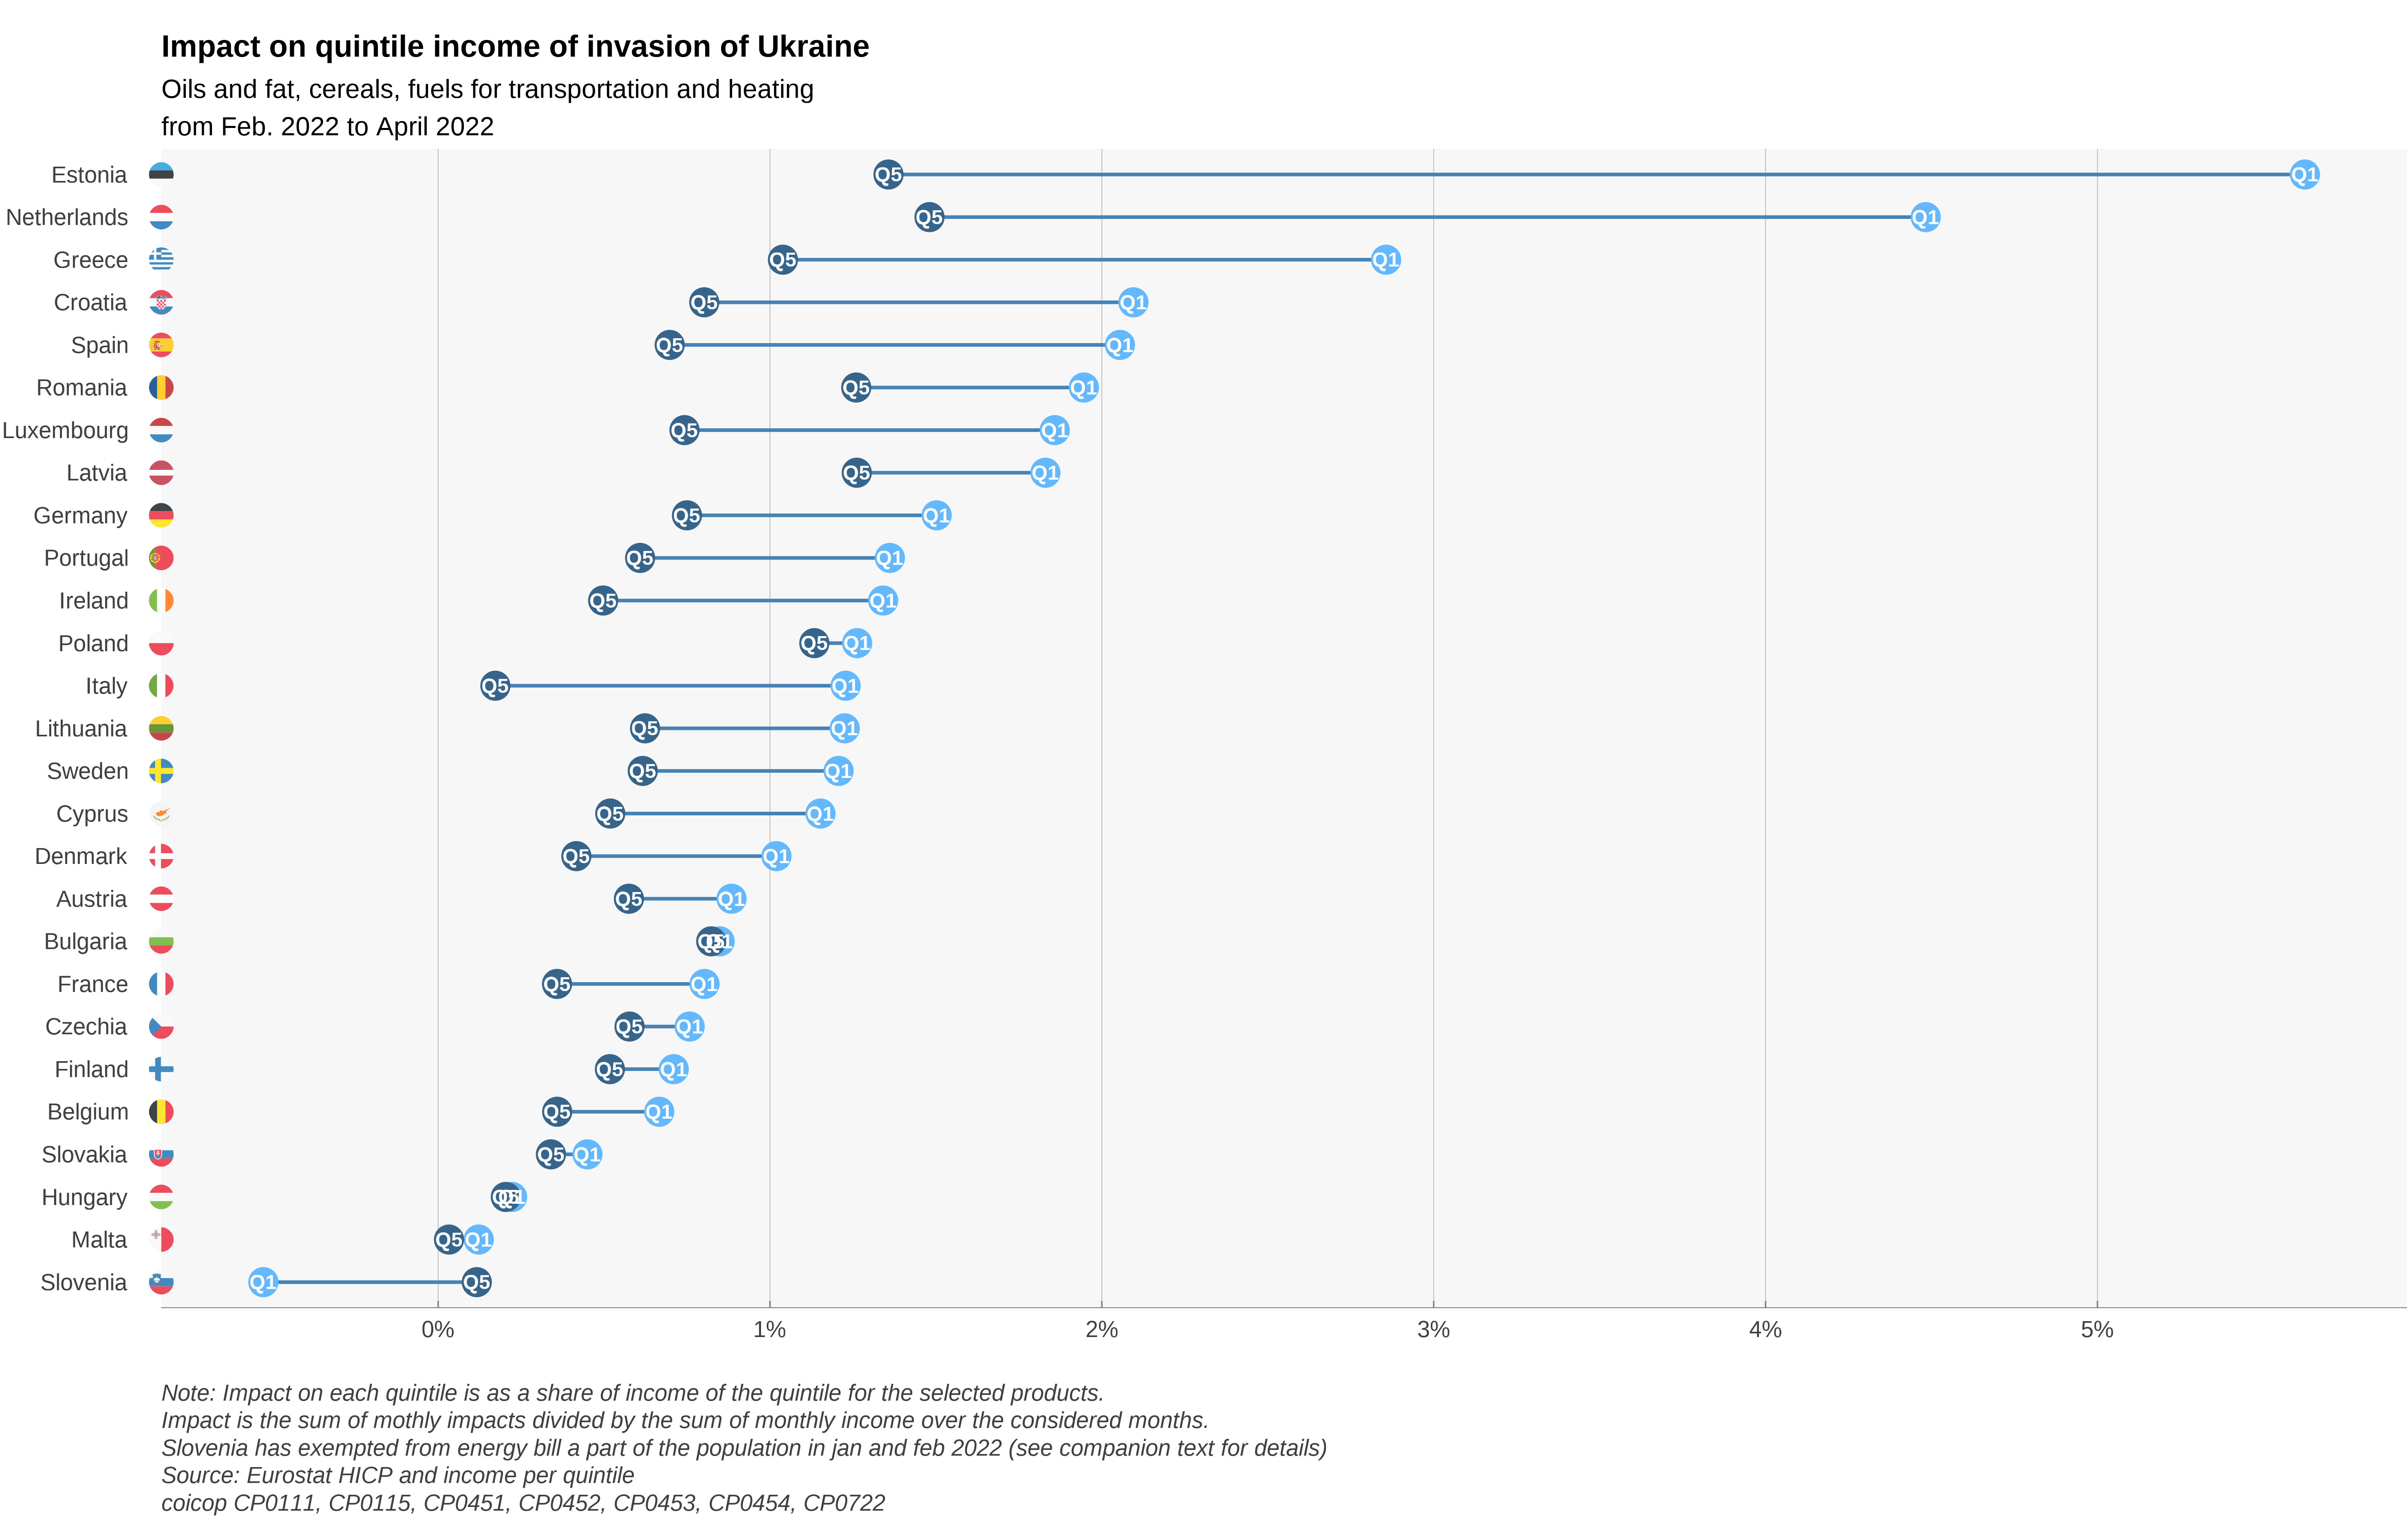 Impact on quintile income of invasion of Ukraine
Oils and fat, cereals, fuels for transportation and heating
from Feb. 2022 to April 2022
Estonia Q5 Q1
Netherlands Q5 Q1
Greece Q5 Q1
Croatia Q5 Q1
Spain Q5 Q1
Romania Q5 Q1
Luxembourg Q5 Q1
Latvia Q5 Q1
Germany Q5 Q1
Portugal Q5 Q1
Ireland Q5 Q1
Poland Q5 Q1
Italy Q5 Q1
Lithuania Q5 Q1
Sweden Q5 Q1
Cyprus Q5 Q1
Denmark Q5 Q1
Austria Q5 Q1
Bulgaria Q5 Q1
France Q5 Q1
Czechia Q5 Q1
Finland Q5 Q1
Belgium Q5 Q1
Slovakia Q5 Q1
Hungary Q5 Q1
Malta Q5 Q1
Slovenia Q1 Q5
0% 1% 2% 3% 4% 5%
Note: Impact on each quintile is as a share of income of the quintile for the selected products.
Impact is the sum of mothly impacts divided by the sum of monthly income over the considered months.
Slovenia has exempted from energy bill a part of the population in jan and feb 2022 (see companion text for details)
Source: Eurostat HICP and income per quintile
coicop CP0111, CP0115, CP0451, CP0452, CP0453, CP0454, CP0722